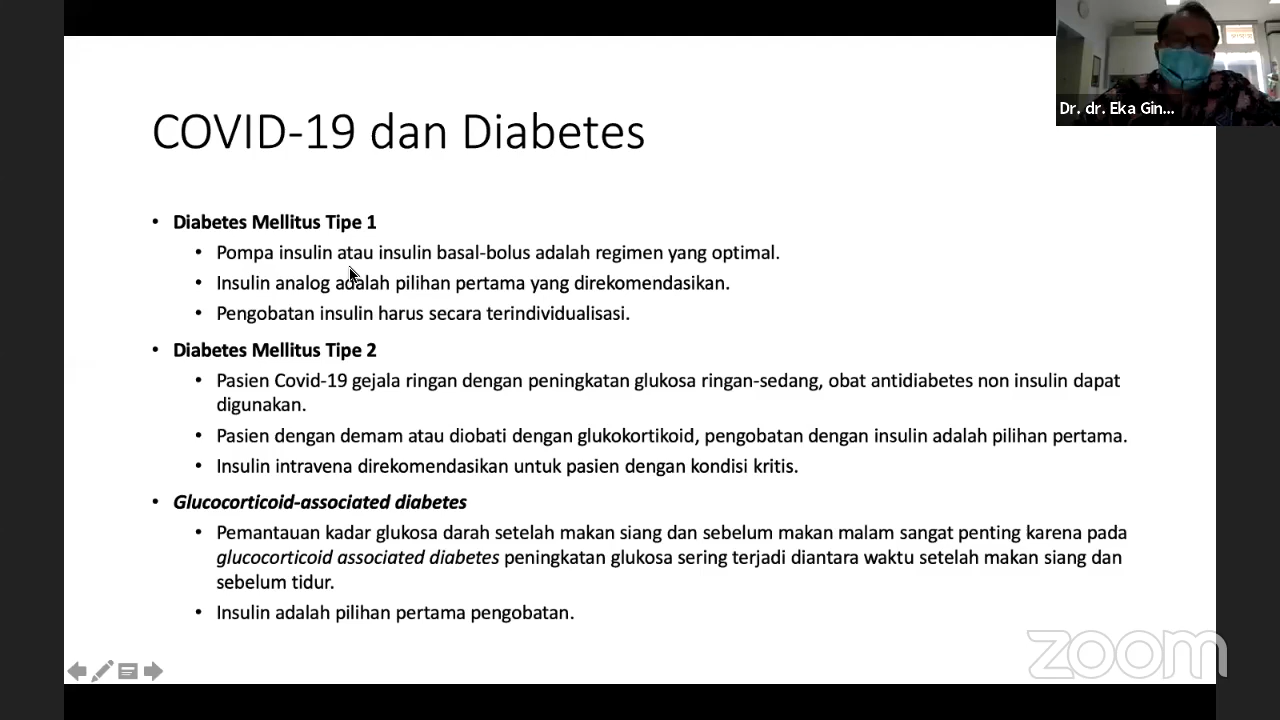 Dr. dr. Eka Gin...
COVID-19 dan Diabetes
• Diabetes Mellitus Tipe 1
• Pompa insulin atau insulin basal-bolus adalah regimen yang optimal.
• Insulin analog adalah pilihan pertama yang direkomendasikan.
• Pengobatan insulin harus secara terindividualisasi.
• Diabetes Mellitus Tipe 2
• Pasien Covid-19 gejala ringan dengan peningkatan glukosa ringan-sedang, obat antidiabetes non insulin dapat
digunakan.
• Pasien dengan demam atau diobati dengan glukokortikoid, pengobatan dengan insulin adalah pilihan pertama.
• Insulin intravena direkomendasikan untuk pasien dengan kondisi kritis.
• Glucocorticoid-associated diabetes
• Pemantauan kadar glukosa darah setelah makan siang dan sebelum makan malam sangat penting karena pada
glucocorticoid associated diabetes peningkatan glukosa sering terjadi diantara waktu setelah makan siang dan
sebelum tidur.
• Insulin adalah pilihan pertama pengobatan.
zoom